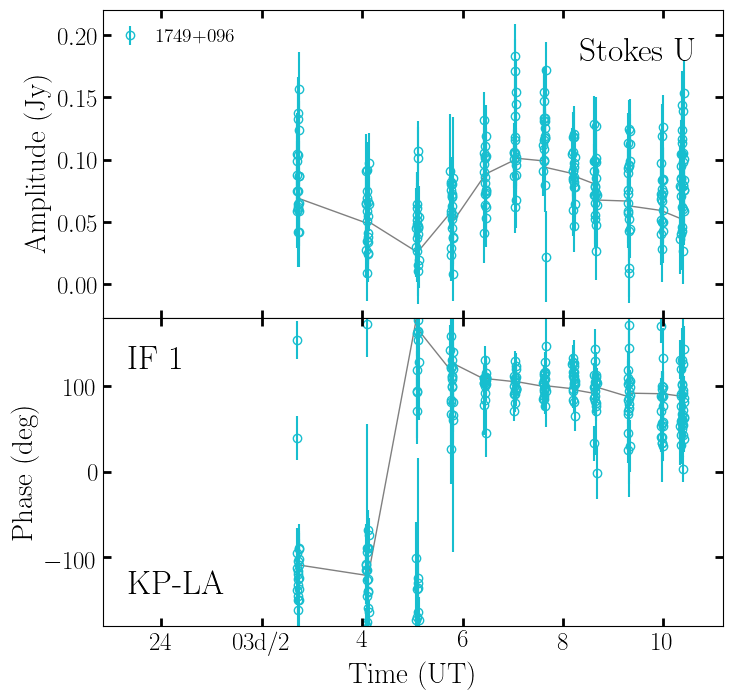 1749+096
Stokes U
0.20
0.15
0.10
0.05
0.00
Amplitude (Jy)
IF 1
100
0
−100
Phase (deg)
KP-LA
24 03d/2 4 6 8 10
Time (UT)